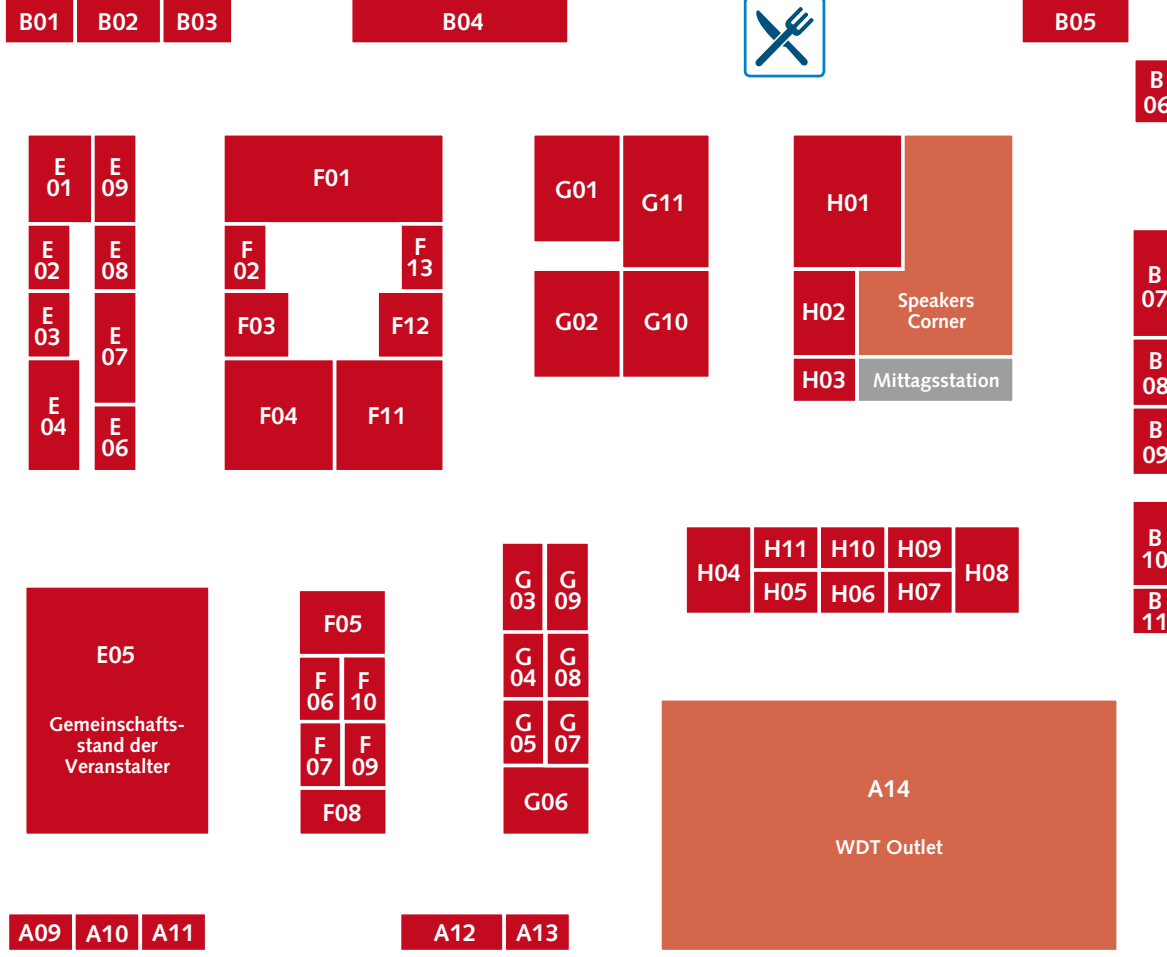 B01
B02
B03
B04
B05
B
06
E
01
E
09
E
02
E
08
E
03
E
07
E
04
E
06
F01
F
02
F
13
F03
F12
F04
F11
G01
G11
G02
G10
H01
H02
Speakers
Corner
H03
Mittagsstation
B
07
B
08
B
09
B
10
B
11
E05
Gemeinschafts-
stand der
Veranstalter
F05
F
06
F
10
F
07
F
09
F08
G
03
G
09
G
04
G
08
G
05
G
07
G06
H04
H11
H10
H09
H08
H05
H06
H07
A14
WDT Outlet
A09
A10
A11
A12
A13